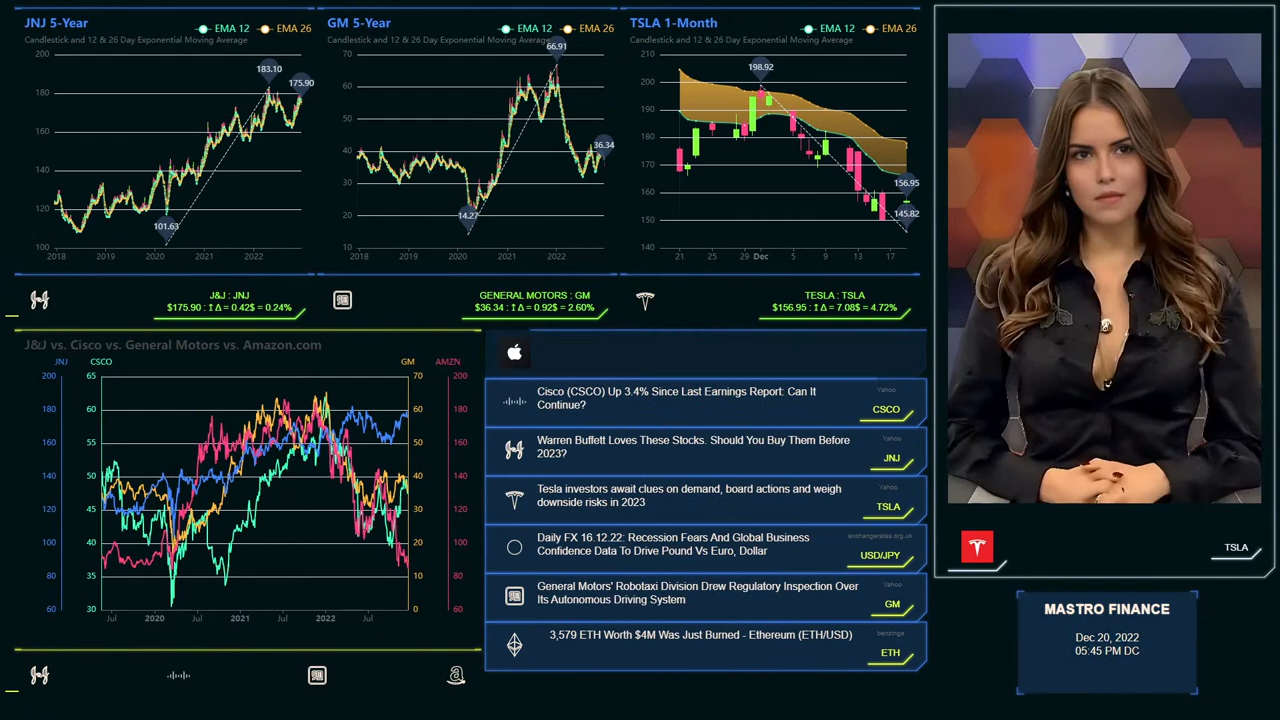 JNJ 5-Year
EMA 12
EMA 26
Candlestick and 12 & 26 Day Exponential Moving Average
200
180
160
140
120
100
2018
2019
2020
2021
2022
183.10
175.90
101.63
GM 5-Year
EMA 12
EMA 26
Candlestick and 12 & 26 Day Exponential Moving Average
70
60
50
40
30
20
10
2018
2019
2020
2021
2022
66.91
36.34
14.27
TSLA 1-Month
EMA 12
EMA 26
Candlestick and 12 & 26 Day Exponential Moving Average
210
200
190
180
170
160
150
140
21
25
29
Dec
5
9
13
17
198.92
156.95
145.82
J&J : JNJ
$175.90 : ↥ Δ = 0.42$ = 0.24%
GENERAL MOTORS : GM
$36.34 : ↥ Δ = 0.92$ = 2.60%
TESLA : TSLA
$156.95 : ↥ Δ = 7.08$ = 4.72%
J&J vs. Cisco vs. General Motors vs. Amazon.com
JNJ
CSCO
GM
AMZN
200
180
160
140
120
100
80
60
65
60
55
50
45
40
35
30
70
60
50
40
30
20
10
0
200
180
160
140
120
100
80
60
Jul
2020
Jul
2021
Jul
2022
Jul
Cisco (CSCO) Up 3.4% Since Last Earnings Report: Can It
Continue?
Yahoo
CSCO
Warren Buffett Loves These Stocks. Should You Buy Them Before
2023?
Yahoo
JNJ
Tesla investors await clues on demand, board actions and weigh
downside risks in 2023
Yahoo
TSLA
Daily FX 16.12.22: Recession Fears And Global Business
Confidence Data To Drive Pound Vs Euro, Dollar
exchangerates.org.uk
USD/JPY
General Motors' Robotaxi Division Drew Regulatory Inspection Over
Its Autonomous Driving System
Yahoo
GM
3,579 ETH Worth $4M Was Just Burned - Ethereum (ETH/USD)
benzinga
ETH
TSLA
MASTRO FINANCE
Dec 20, 2022
05:45 PM DC